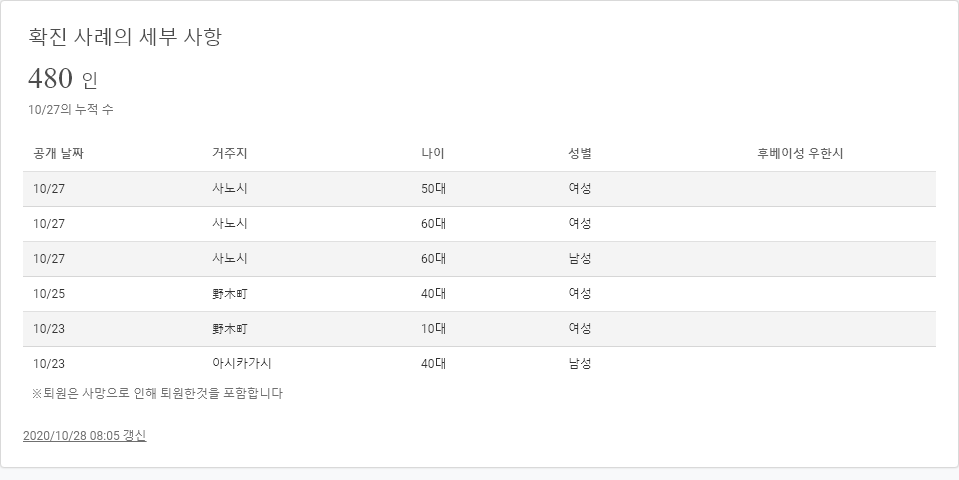 확진 사례의 세부 사항
480 인
10/27의 누적 수
공개 날짜 거주지 나이 성별 후베이성 우한시
10/27 사노시 50대 여성
10/27 사노시 60대 여성
10/27 사노시 60대 남성
10/25 野木町 40대 여성
10/23 野木町 10대 여성
10/23 아시카가시 40대 남성
※퇴원은 사망으로 인해 퇴원한것을 포함합니다
2020/10/28 08:05 갱신